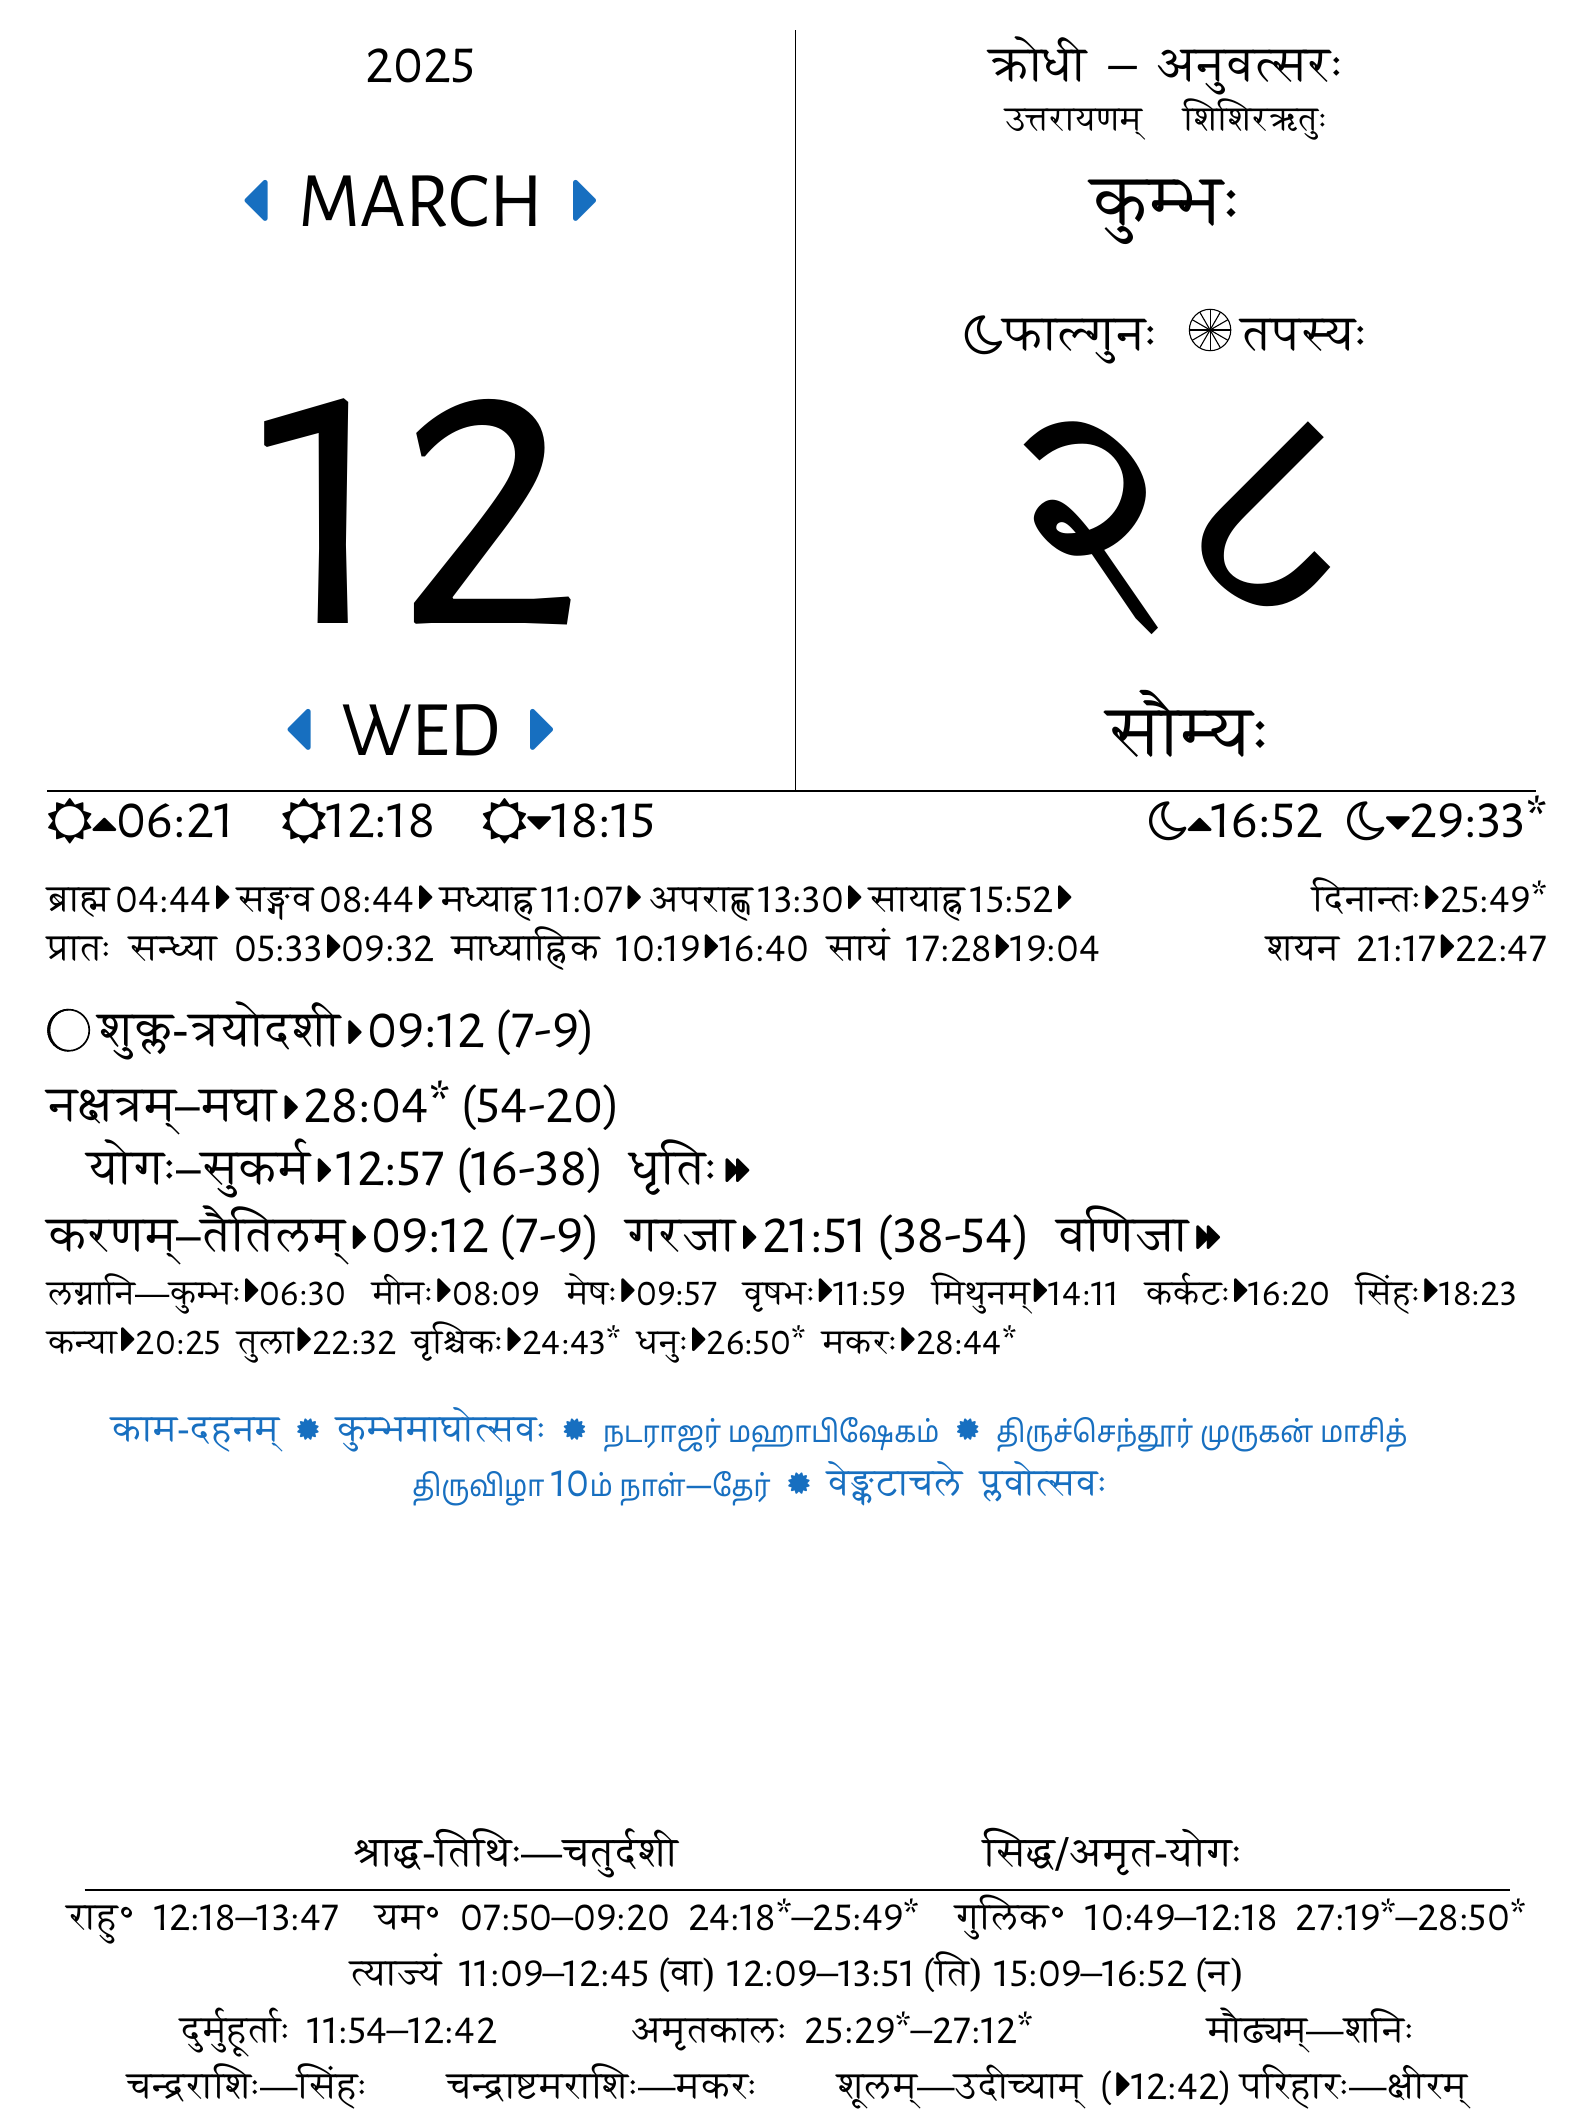 2025
MARCH
12
WED
क्रोधी – अनुवत्सरः
उत्तरायणम् शिशिरऋतुः
कुम्भः
फाल्गुनः तपस्यः
२८
सौम्यः
06:21 12:18 18:15 16:52 29:33*
ब्राह्म 04:44 सङ्गव 08:44 मध्याह्न 11:07 अपराह्ण 13:30 सायाह्न 15:52 दिनान्तः 25:49*
प्रातः सन्ध्या 05:33 09:32 माध्याह्निक 10:19 16:40 सायं 17:28 19:04 शयन 21:17 22:47
शुक्ल-त्रयोदशी 09:12 (7-9)
नक्षत्रम्–मघा 28:04* (54-20)
योगः–सुकर्म 12:57 (16-38) धृतिः
करणम्–तैतिलम् 09:12 (7-9) गरजा 21:51 (38-54) वणिजा
लग्नानि—कुम्भः 06:30 मीनः 08:09 मेषः 09:57 वृषभः 11:59 मिथुनम् 14:11 कर्कटः 16:20 सिंहः 18:23
कन्या 20:25 तुला 22:32 वृश्चिकः 24:43* धनुः 26:50* मकरः 28:44*
काम-दहनम् ✹ कुम्भमाघोत्सवः ✹ நடராஜர் மஹாபிஷேகம் ✹ திருச்செந்தூர் முருகன் மாசித்
திருவிழா 10ம் நாள்—தேர் ✹ वेङ्कटाचले प्लवोत्सवः
श्राद्ध-तिथिः—चतुर्दशी सिद्ध/अमृत-योगः
राहु॰ 12:18–13:47 यम॰ 07:50–09:20 24:18*–25:49* गुलिक॰ 10:49–12:18 27:19*–28:50*
त्याज्यं 11:09–12:45 (वा) 12:09–13:51 (ति) 15:09–16:52 (न)
दुर्मुहूर्ताः 11:54–12:42 अमृतकालः 25:29*–27:12* मौढ्यम्—शनिः
चन्द्रराशिः—सिंहः चन्द्राष्टमराशिः—मकरः शूलम्—उदीच्याम् (12:42) परिहारः—क्षीरम्